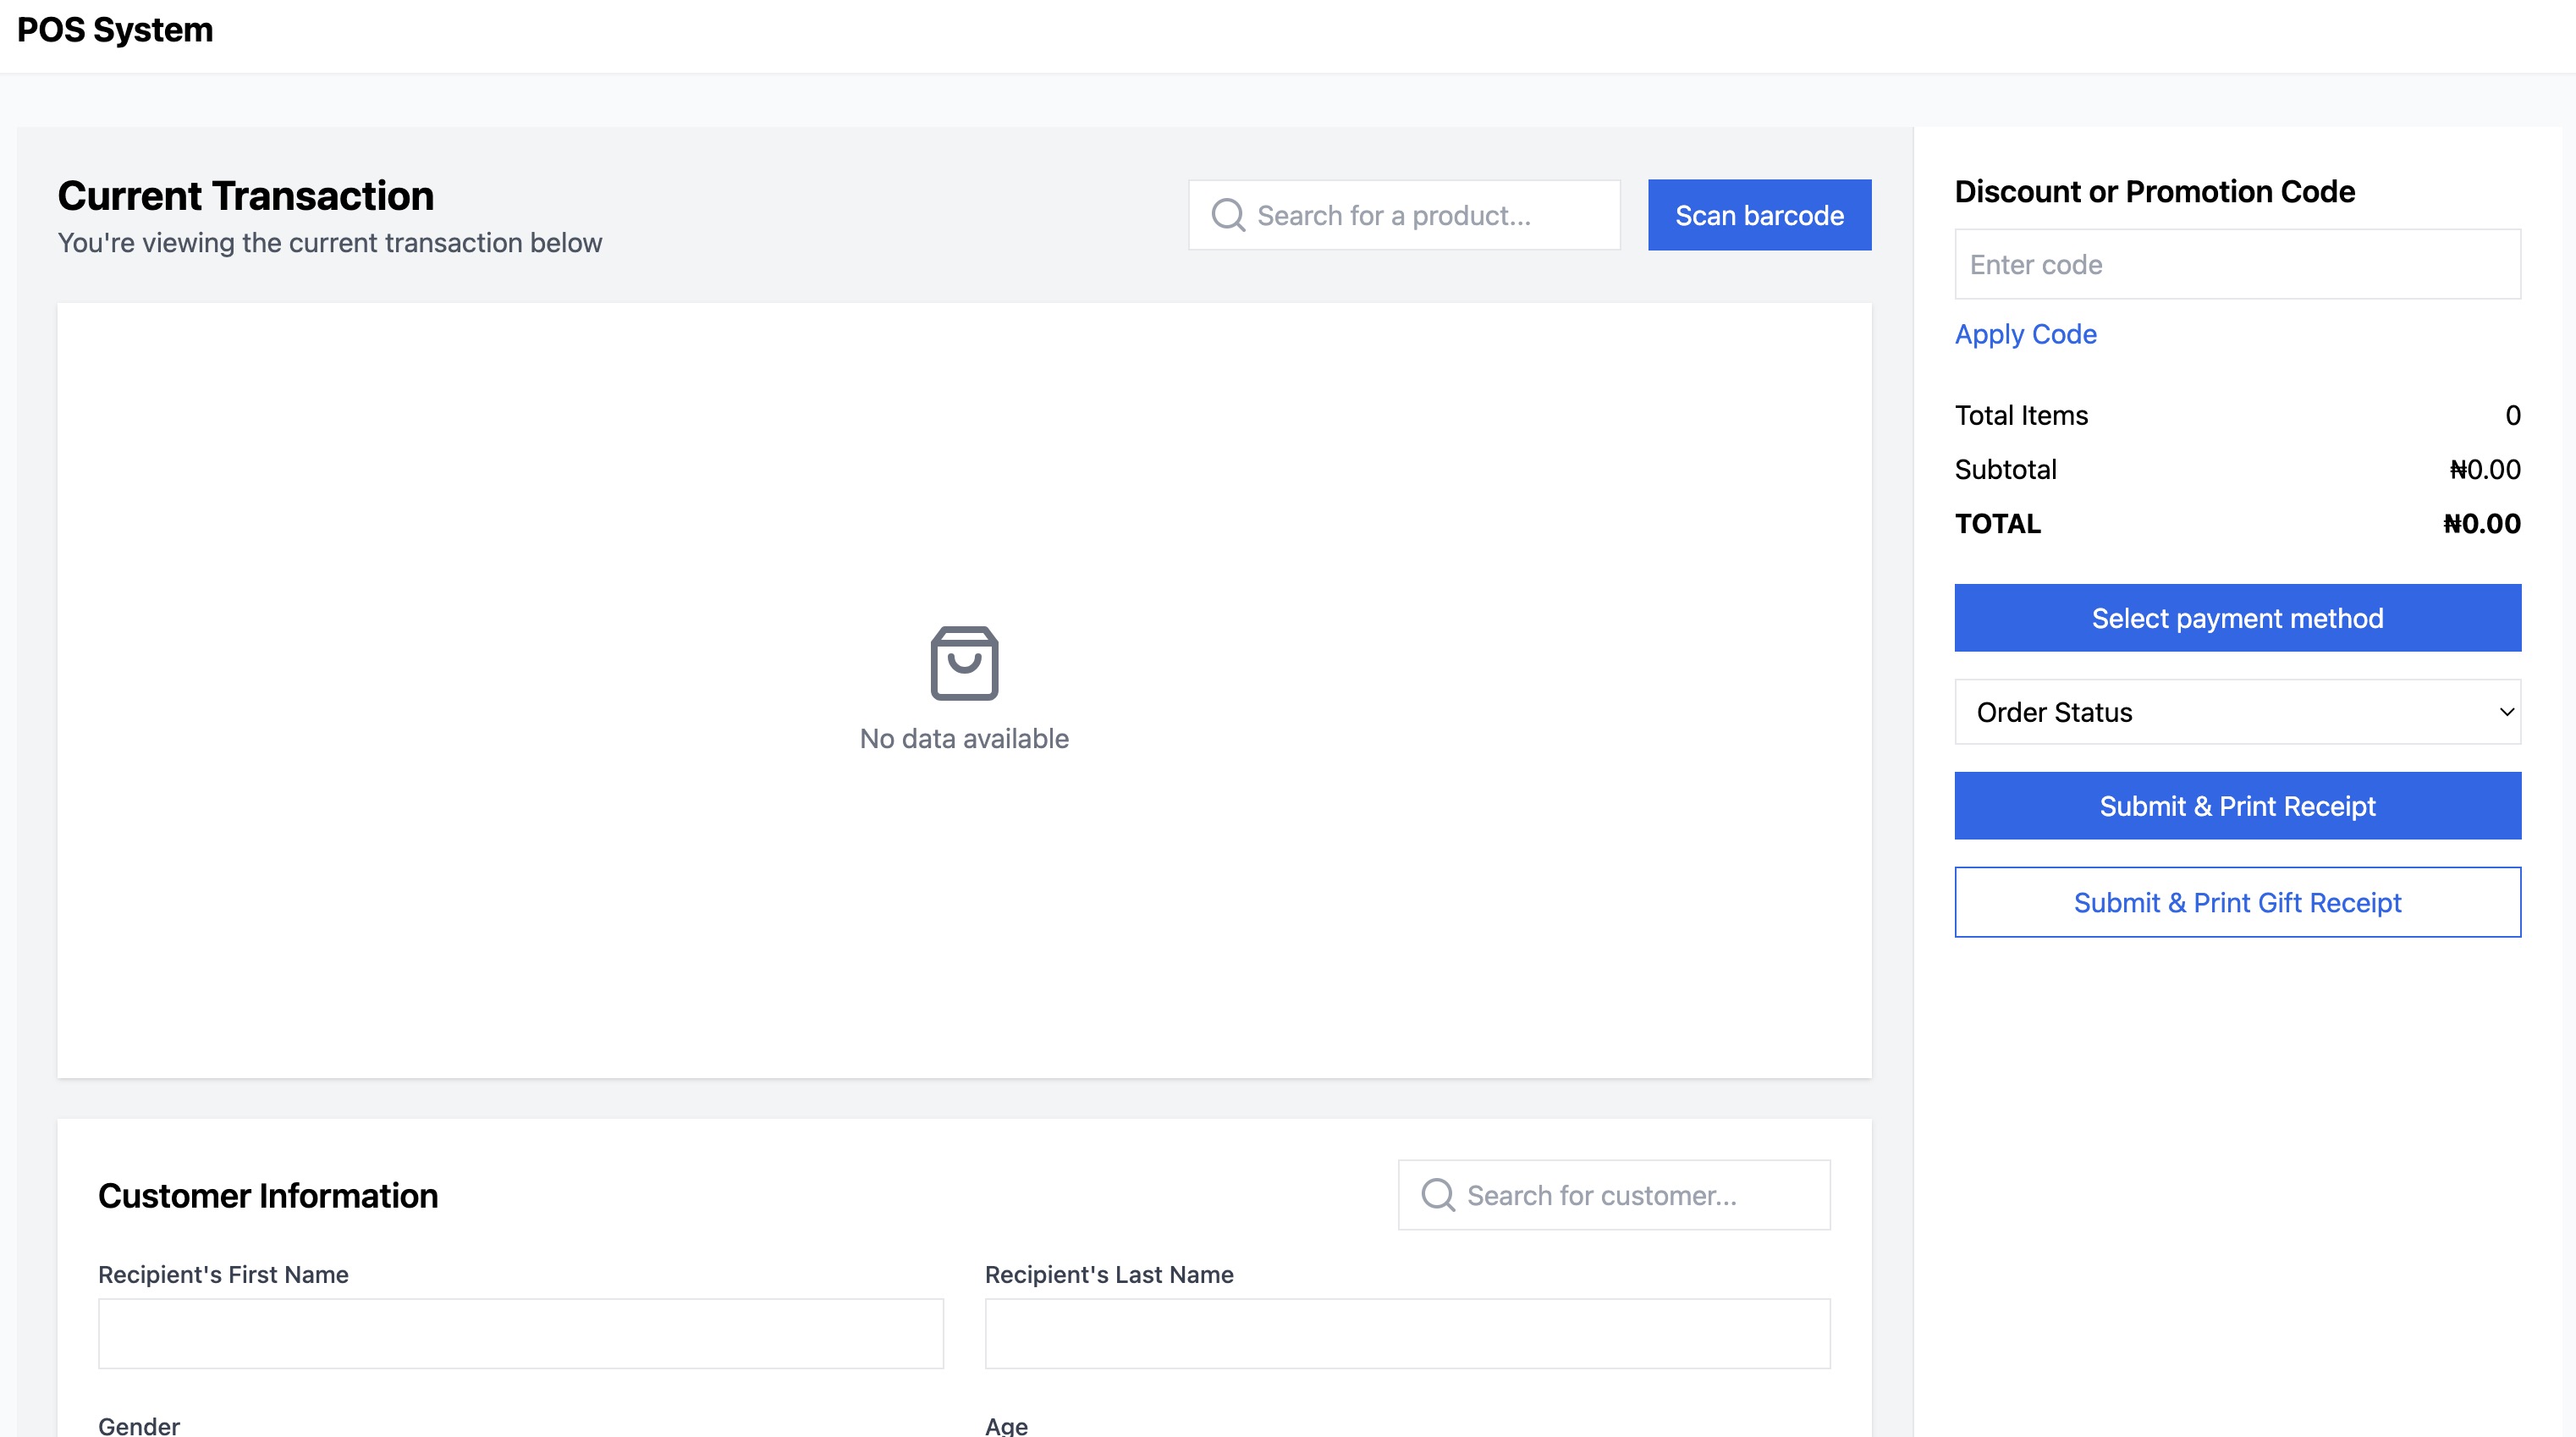 POS System
Current Transaction
You're viewing the current transaction below
Search for a product...
Scan barcode
No data available
Customer Information
Search for customer...
Recipient's First Name
Recipient's Last Name
Gender
Age
Discount or Promotion Code
Enter code
Apply Code
Total Items 0
Subtotal ₦0.00
TOTAL ₦0.00
Select payment method
Order Status
Submit & Print Receipt
Submit & Print Gift Receipt